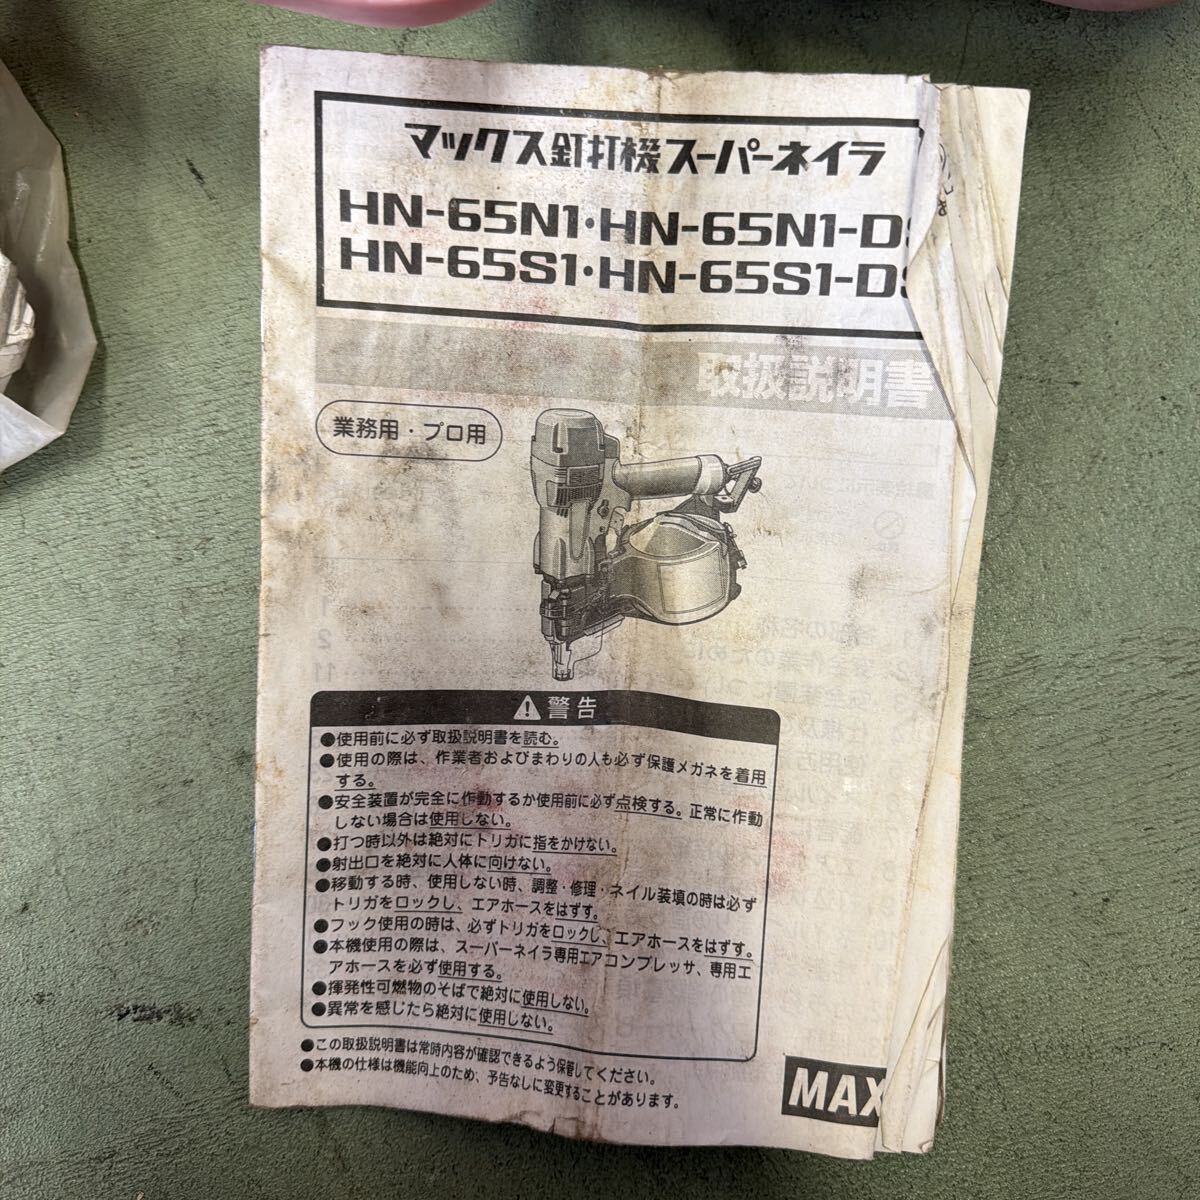 マックス釘打機スーパーネイラ
HN-65N1・HN-65N1-D
HN-65S1・HN-65S1-D
取扱説明書
業務用・プロ用
警告
●使用前に必ず取扱説明書を読む。
●使用の際は、作業者およびまわりの人も必ず保護メガネを着用
する。
●安全装置が完全に作動するか使用前に必ず点検する。正常に作動
しない場合は使用しない。
●打つ時以外は絶対にトリガに指をかけない。
●射出口を絶対に人体に向けない。
●移動する時、使用しない時、調整・修理・ネイル装填の時は必ず
トリガをロックし、エアホースをはずす。
●フック使用の時は、必ずトリガをロックし、エアホースをはずす。
●本機使用の際は、スーパーネイラ専用エアコンプレッサ、専用エ
アホースを必ず使用する。
●揮発性可燃物のそばで絶対に使用しない。
●異常を感じたら絶対に使用しない。
●この取扱説明書は常時内容が確認できるよう保管してください。
●本機の仕様は機能向上のため、予告なしに変更することがあります。
MAX